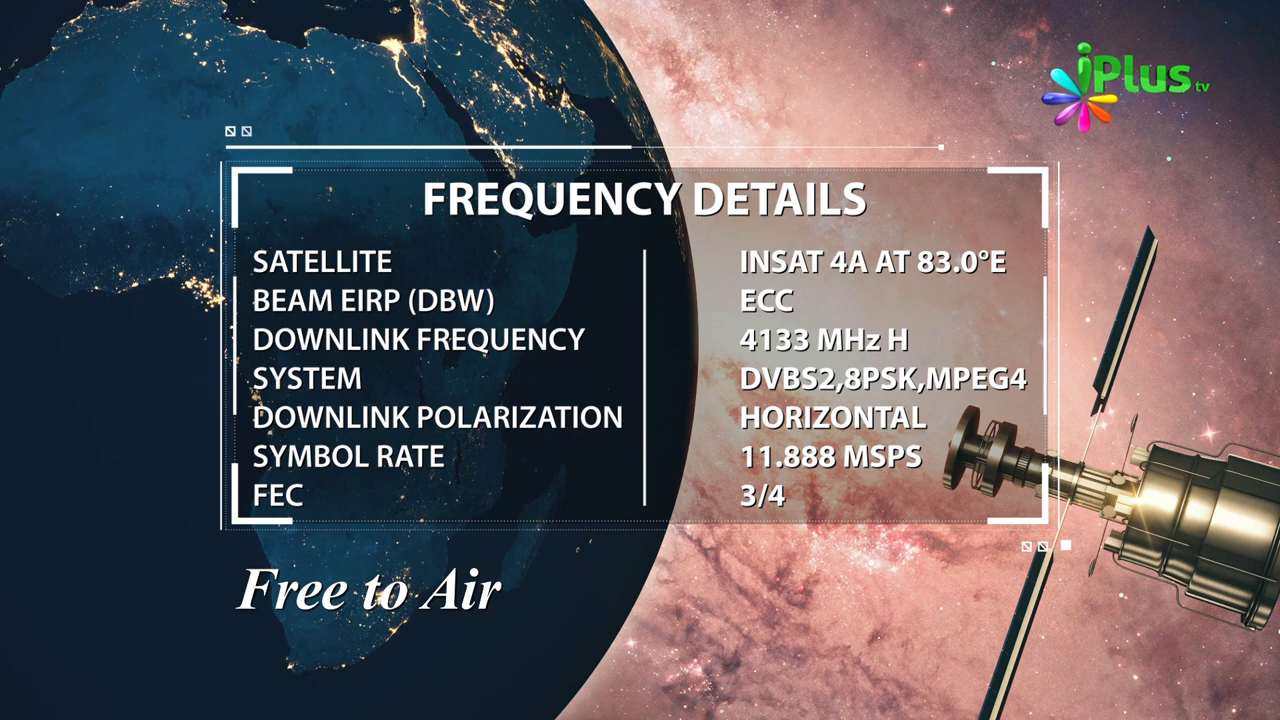 iPlus tv
FREQUENCY DETAILS
SATELLITE INSAT 4A AT 83.0°E
BEAM EIRP (DBW) ECC
DOWNLINK FREQUENCY 4133 MHz H
SYSTEM DVBS2,8PSK,MPEG4
DOWNLINK POLARIZATION HORIZONTAL
SYMBOL RATE 11.888 MSPS
FEC 3/4
Free to Air